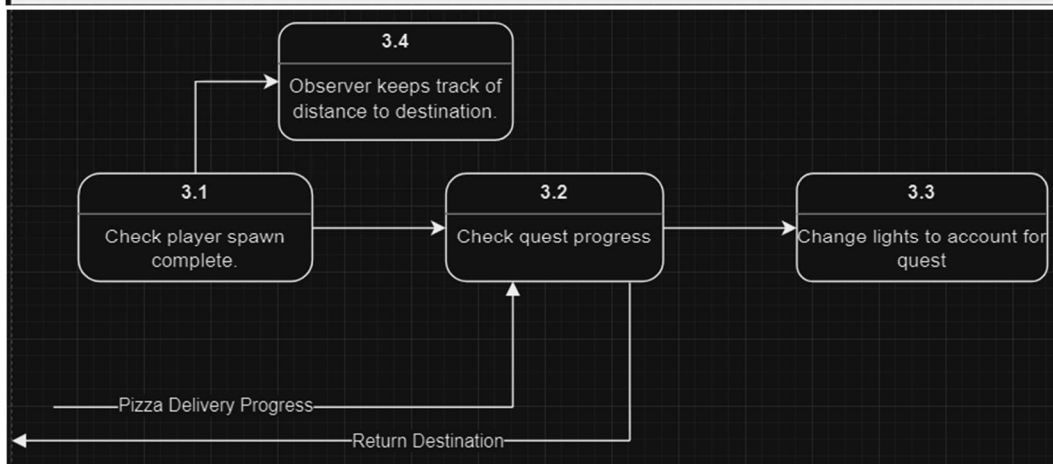 3.4
Observer keeps track of
distance to destination.
3.1
Check player spawn
complete.
3.2
Check quest progress
3.3
Change lights to account for
quest
Pizza Delivery Progress
Return Destination